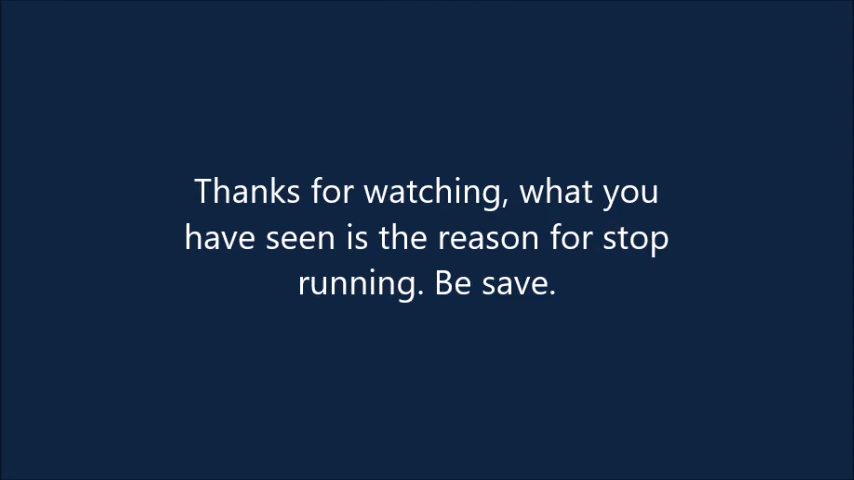 Thanks for watching, what you
have seen is the reason for stop
running. Be save.